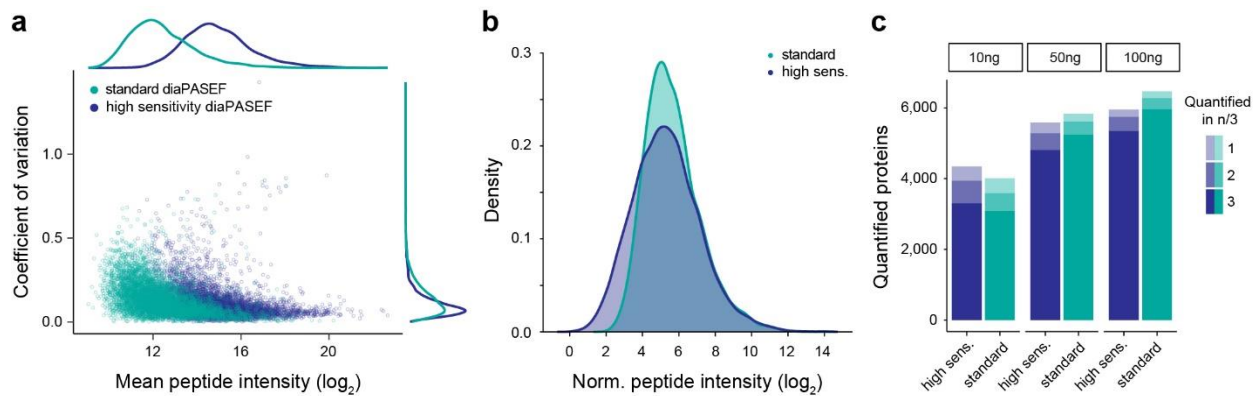 a
standard diaPASEF
high sensitivity diaPASEF
1.0
0.5
0.0
Coefficient of variation
12
16
20
Mean peptide intensity (log2)
b
standard
high sens.
0.3
0.2
0.1
0.0
Density
0
2
4
6
8
10
12
14
Norm. peptide intensity (log2)
c
10ng
50ng
100ng
6,000
4,000
2,000
0
Quantified proteins
high sens.
standard
high sens.
standard
high sens.
standard
Quantified
in n/3
1
2
3